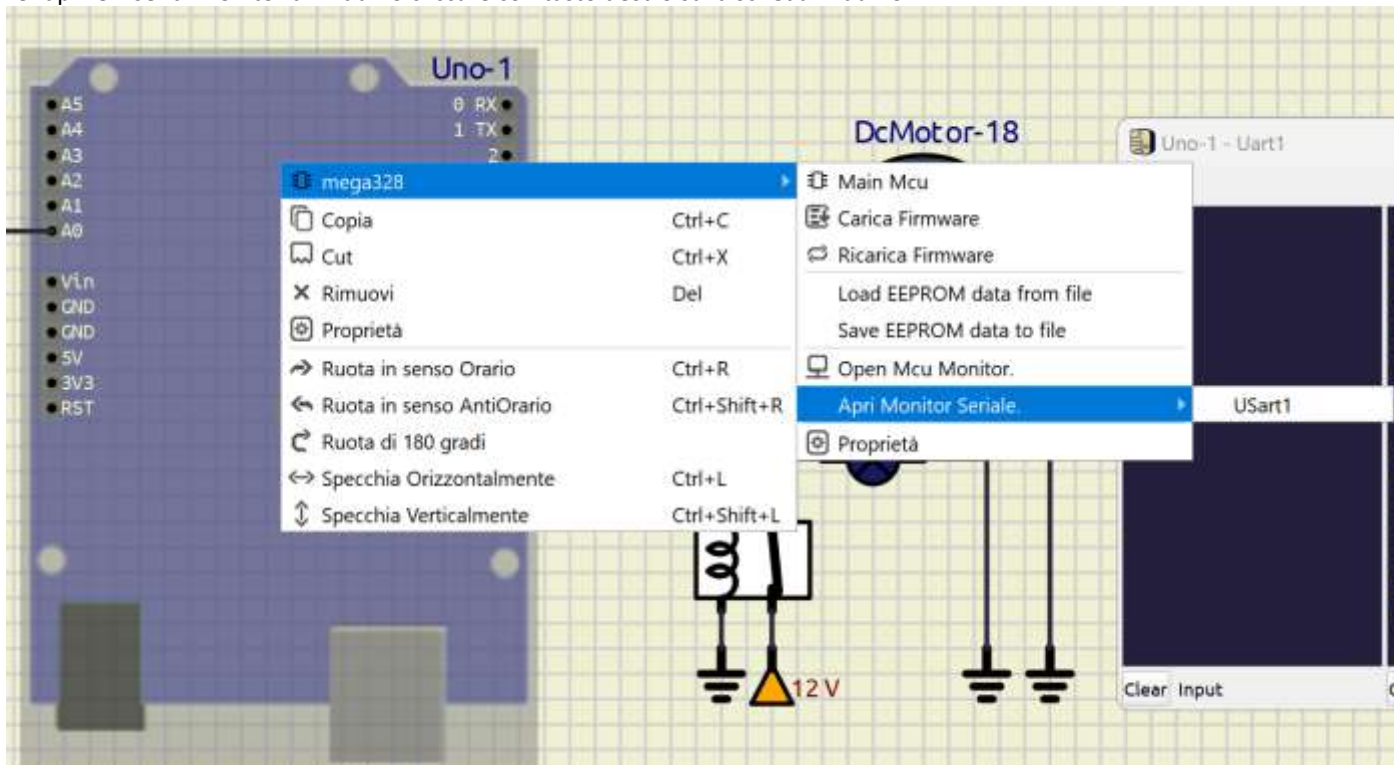 Uno-1
A5
A4
A3
A2
A1
A0
Vin
GND
GND
5V
3V3
RST
0 RX
1 TX
2
mega328
Copia Ctrl+C
Cut Ctrl+X
Rimuovi Del
Proprietà
Ruota in senso Orario Ctrl+R
Ruota in senso AntiOrario Ctrl+Shift+R
Ruota di 180 gradi
Specchia Orizzontalmente Ctrl+L
Specchia Verticalmente Ctrl+Shift+L
DcMotor-18
Main Mcu
Carica Firmware
Ricarica Firmware
Load EEPROM data from file
Save EEPROM data to file
Open Mcu Monitor.
Apri Monitor Seriale.
Proprietà
USart1
12 V
Uno-1 - Uart1
Clear Input